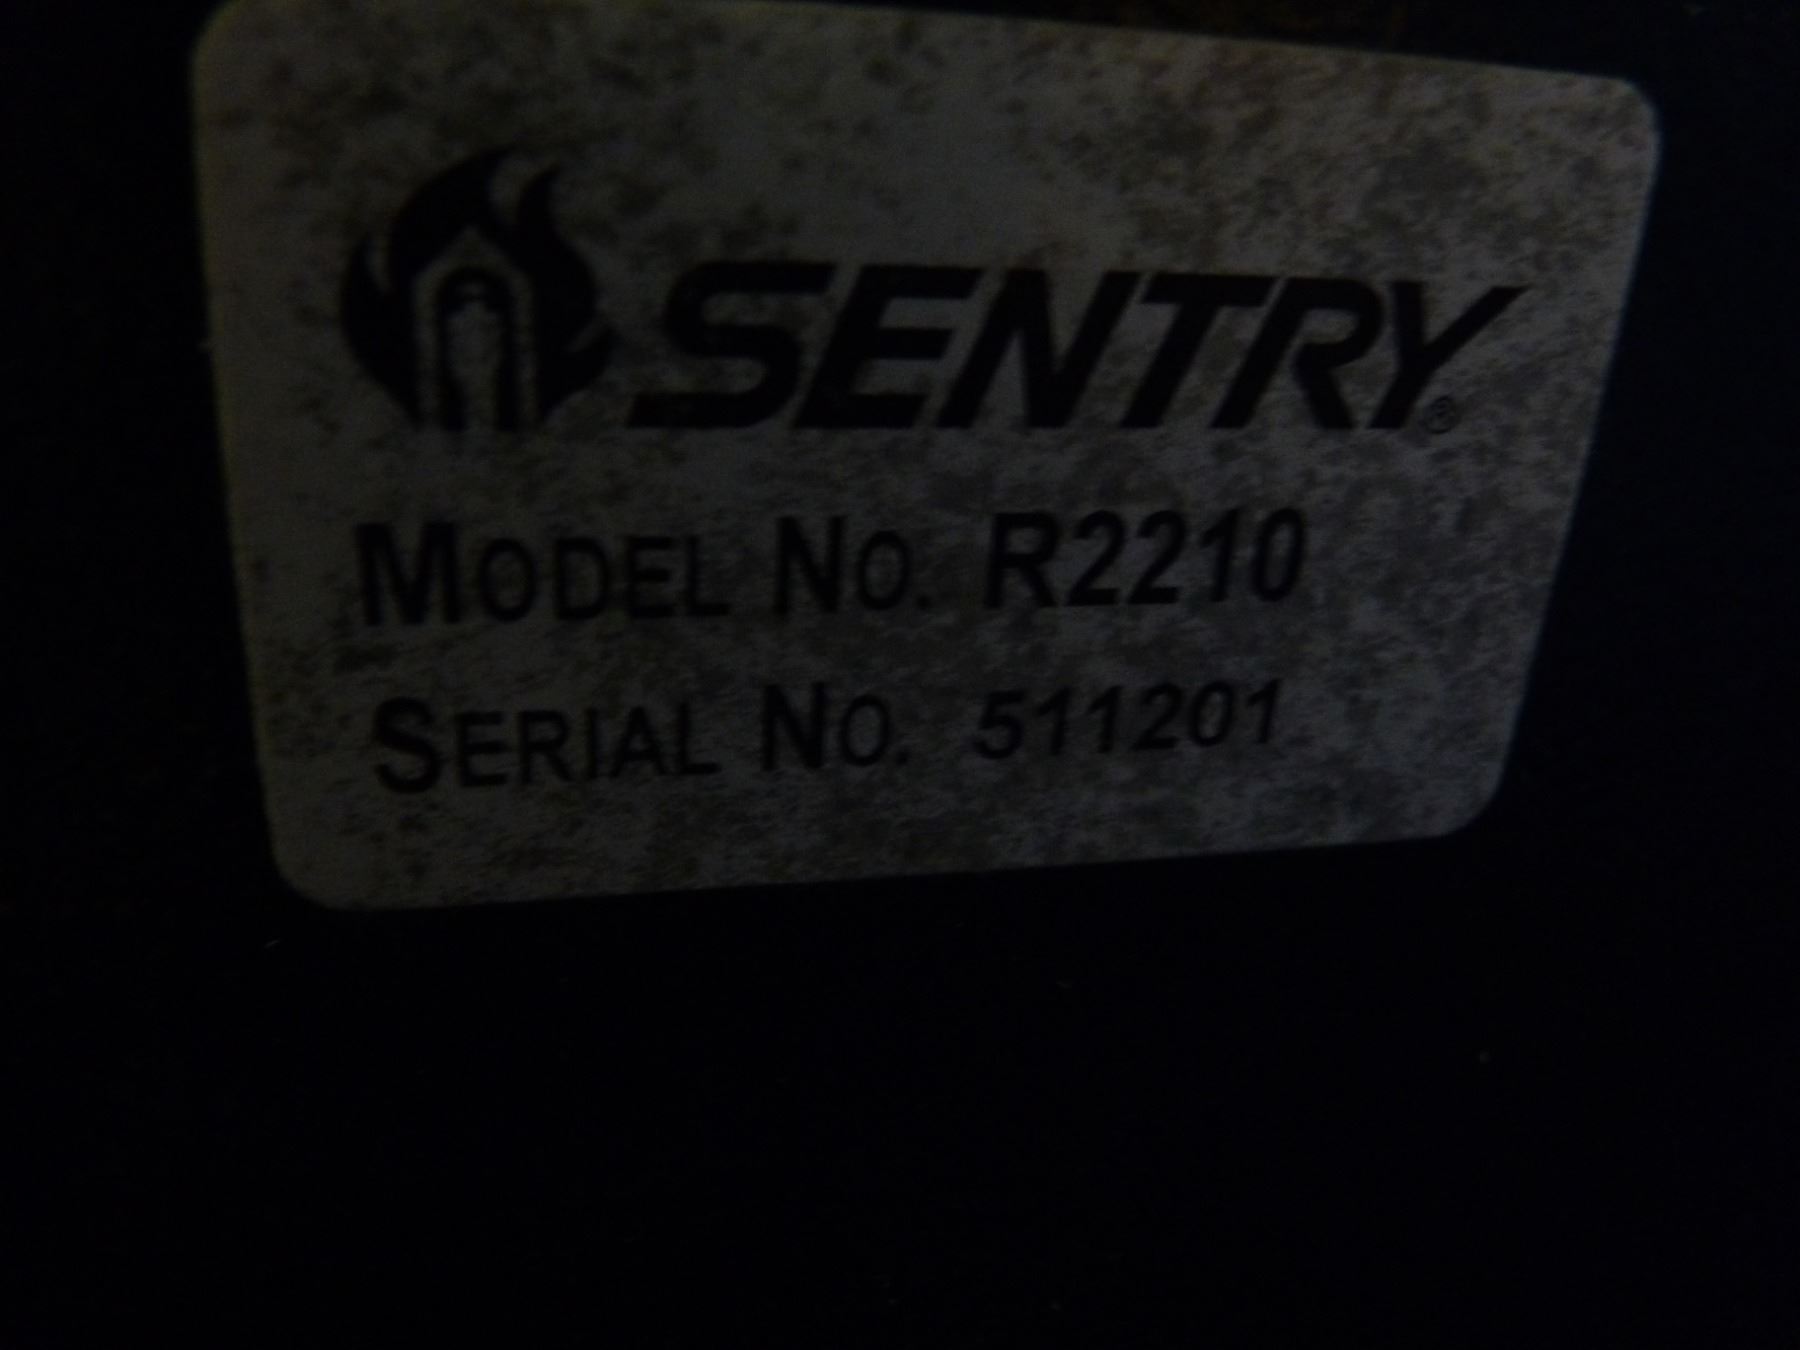 SENTRY®
MODEL NO. R2210
SERIAL NO. 511201